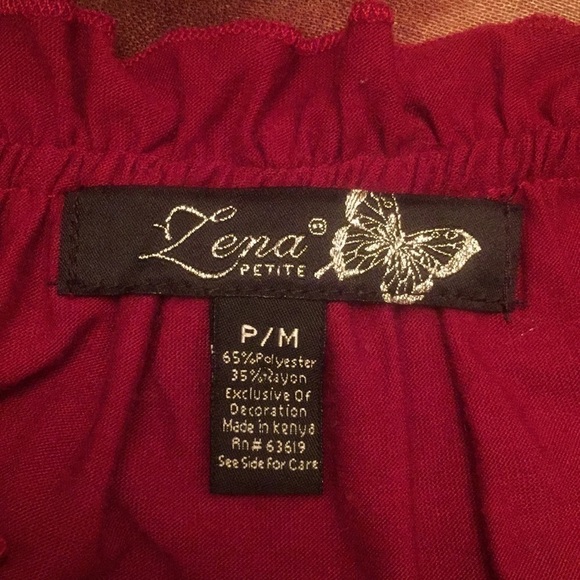 Zena®
PETITE
P/M
65%Polyester
35%Rayon
Exclusive Of
Decoration
Made in Kenya
Rn# 63619
See Side For Care